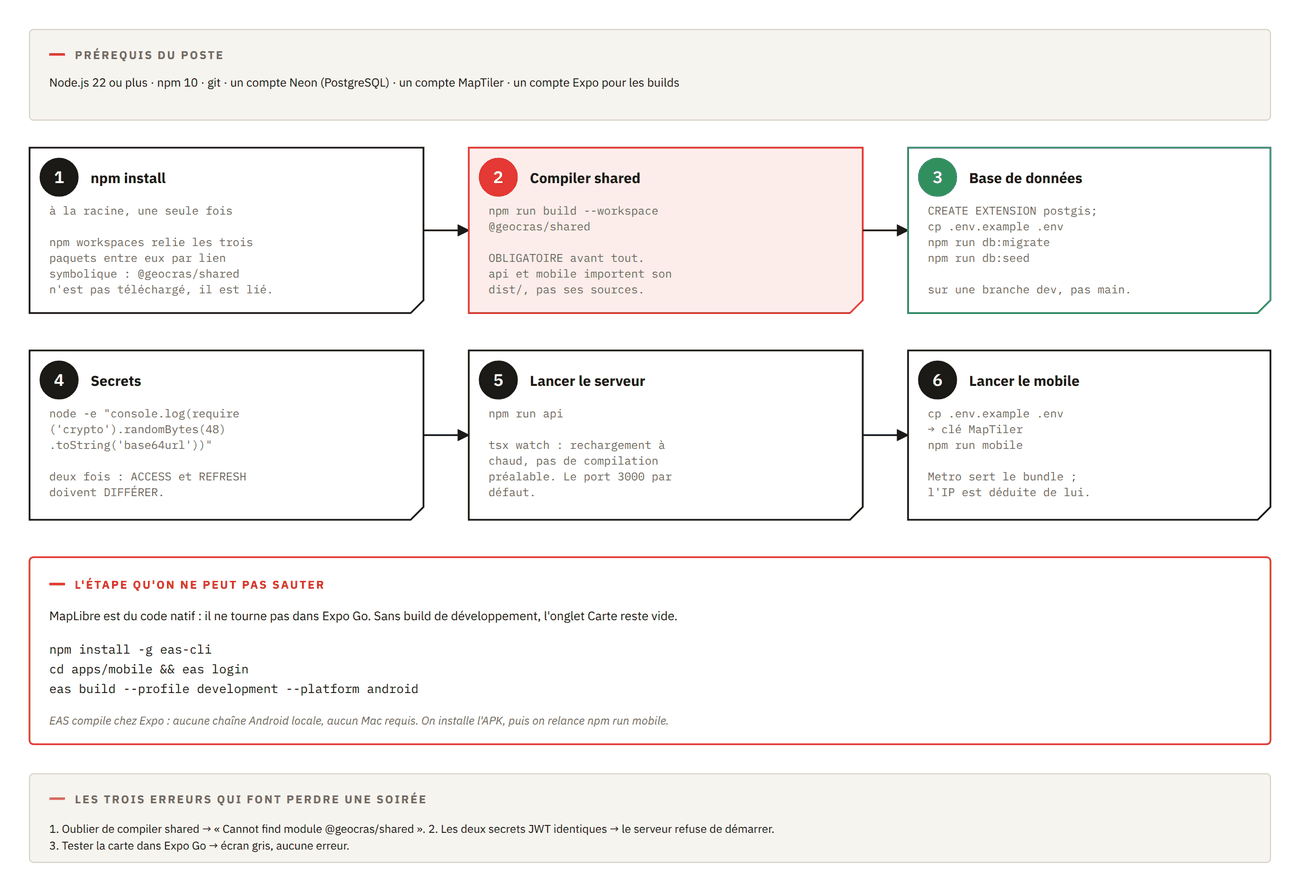 PRÉREQUIS DU POSTE
Node.js 22 ou plus · npm 10 · git · un compte Neon (PostgreSQL) · un compte MapTiler · un compte Expo pour les builds
1 npm install
à la racine, une seule fois
npm workspaces relie les trois
paquets entre eux par lien
symbolique : @geocras/shared
n'est pas téléchargé, il est lié.
2 Compiler shared
npm run build --workspace
@geocras/shared
OBLIGATOIRE avant tout.
api et mobile importent son
dist/, pas ses sources.
3 Base de données
CREATE EXTENSION postgis;
cp .env.example .env
npm run db:migrate
npm run db:seed
sur une branche dev, pas main.
4 Secrets
node -e "console.log(require
('crypto').randomBytes(48)
.toString('base64url'))"
deux fois : ACCESS et REFRESH
doivent DIFFÉRER.
5 Lancer le serveur
npm run api
tsx watch : rechargement à
chaud, pas de compilation
préalable. Le port 3000 par
défaut.
6 Lancer le mobile
cp .env.example .env
→ clé MapTiler
npm run mobile
Metro sert le bundle ;
l'IP est déduite de lui.
L'ÉTAPE QU'ON NE PEUT PAS SAUTER
MapLibre est du code natif : il ne tourne pas dans Expo Go. Sans build de développement, l'onglet Carte reste vide.
npm install -g eas-cli
cd apps/mobile && eas login
eas build --profile development --platform android
EAS compile chez Expo : aucune chaîne Android locale, aucun Mac requis. On installe l'APK, puis on relance npm run mobile.
LES TROIS ERREURS QUI FONT PERDRE UNE SOIRÉE
1. Oublier de compiler shared → « Cannot find module @geocras/shared ». 2. Les deux secrets JWT identiques → le serveur refuse de démarrer.
3. Tester la carte dans Expo Go → écran gris, aucune erreur.